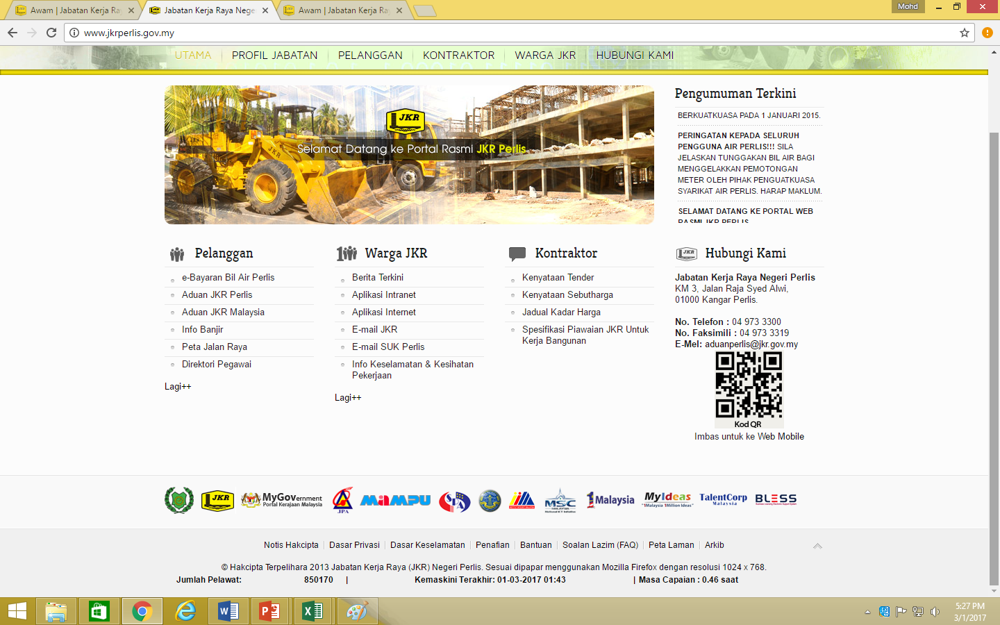 Awam | Jabatan Kerja Ra
Jabatan Kerja Raya Nege
Awam | Jabatan Kerja Ra
Mohd
www.jkrperlis.gov.my
UTAMA
PROFIL JABATAN
PELANGGAN
KONTRAKTOR
WARGA JKR
HUBUNGI KAMI
JKR
Selamat Datang ke Portal Rasmi JKR Perlis
Pengumuman Terkini
BERKUATKUASA PADA 1 JANUARI 2015.
PERINGATAN KEPADA SELURUH
PENGGUNA AIR PERLIS!!! SILA
JELASKAN TUNGGAKAN BIL AIR BAGI
MENGGELAKKAN PEMOTONGAN
METER OLEH PIHAK PENGUATKUASA
SYARIKAT AIR PERLIS. HARAP MAKLUM.
SELAMAT DATANG KE PORTAL WEB
RASMI JKR PERLIS
Pelanggan
e-Bayaran Bil Air Perlis
Aduan JKR Perlis
Aduan JKR Malaysia
Info Banjir
Peta Jalan Raya
Direktori Pegawai
Lagi++
Warga JKR
Berita Terkini
Aplikasi Intranet
Aplikasi Internet
E-mail JKR
E-mail SUK Perlis
Info Keselamatan & Kesihatan
Pekerjaan
Lagi++
Kontraktor
Kenyataan Tender
Kenyataan Sebutharga
Jadual Kadar Harga
Spesifikasi Piawaian JKR Untuk
Kerja Bangunan
Hubungi Kami
Jabatan Kerja Raya Negeri Perlis
KM 3, Jalan Raja Syed Alwi,
01000 Kangar Perlis.
No. Telefon : 04 973 3300
No. Faksimili : 04 973 3319
E-Mel: aduanperlis@jkr.gov.my
Kod QR
Imbas untuk ke Web Mobile
JKR
MyGovernment
Portal Kerajaan Malaysia
JPA
MAMPU
SPA
MSC
MALAYSIA
1Malaysia
MyIdeas
"1Malaysia 1Million Ideas"
TalentCorp
Malaysia
BLESS
Notis Hakcipta | Dasar Privasi | Dasar Keselamatan | Penafian | Bantuan | Soalan Lazim (FAQ) | Peta Laman | Arkib
© Hakcipta Terpelihara 2013 Jabatan Kerja Raya (JKR) Negeri Perlis. Sesuai dipapar menggunakan Mozilla Firefox dengan resolusi 1024 x 768.
Jumlah Pelawat: 850170 | Kemaskini Terakhir: 01-03-2017 01:43 | Masa Capaian : 0.46 saat
5:27 PM
3/1/2017